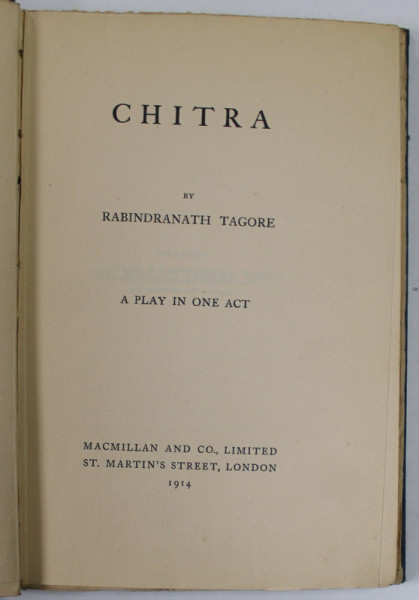 CHITRA
BY
RABINDRANATH TAGORE
A PLAY IN ONE ACT
MACMILLAN AND CO., LIMITED
ST. MARTIN'S STREET, LONDON
1914